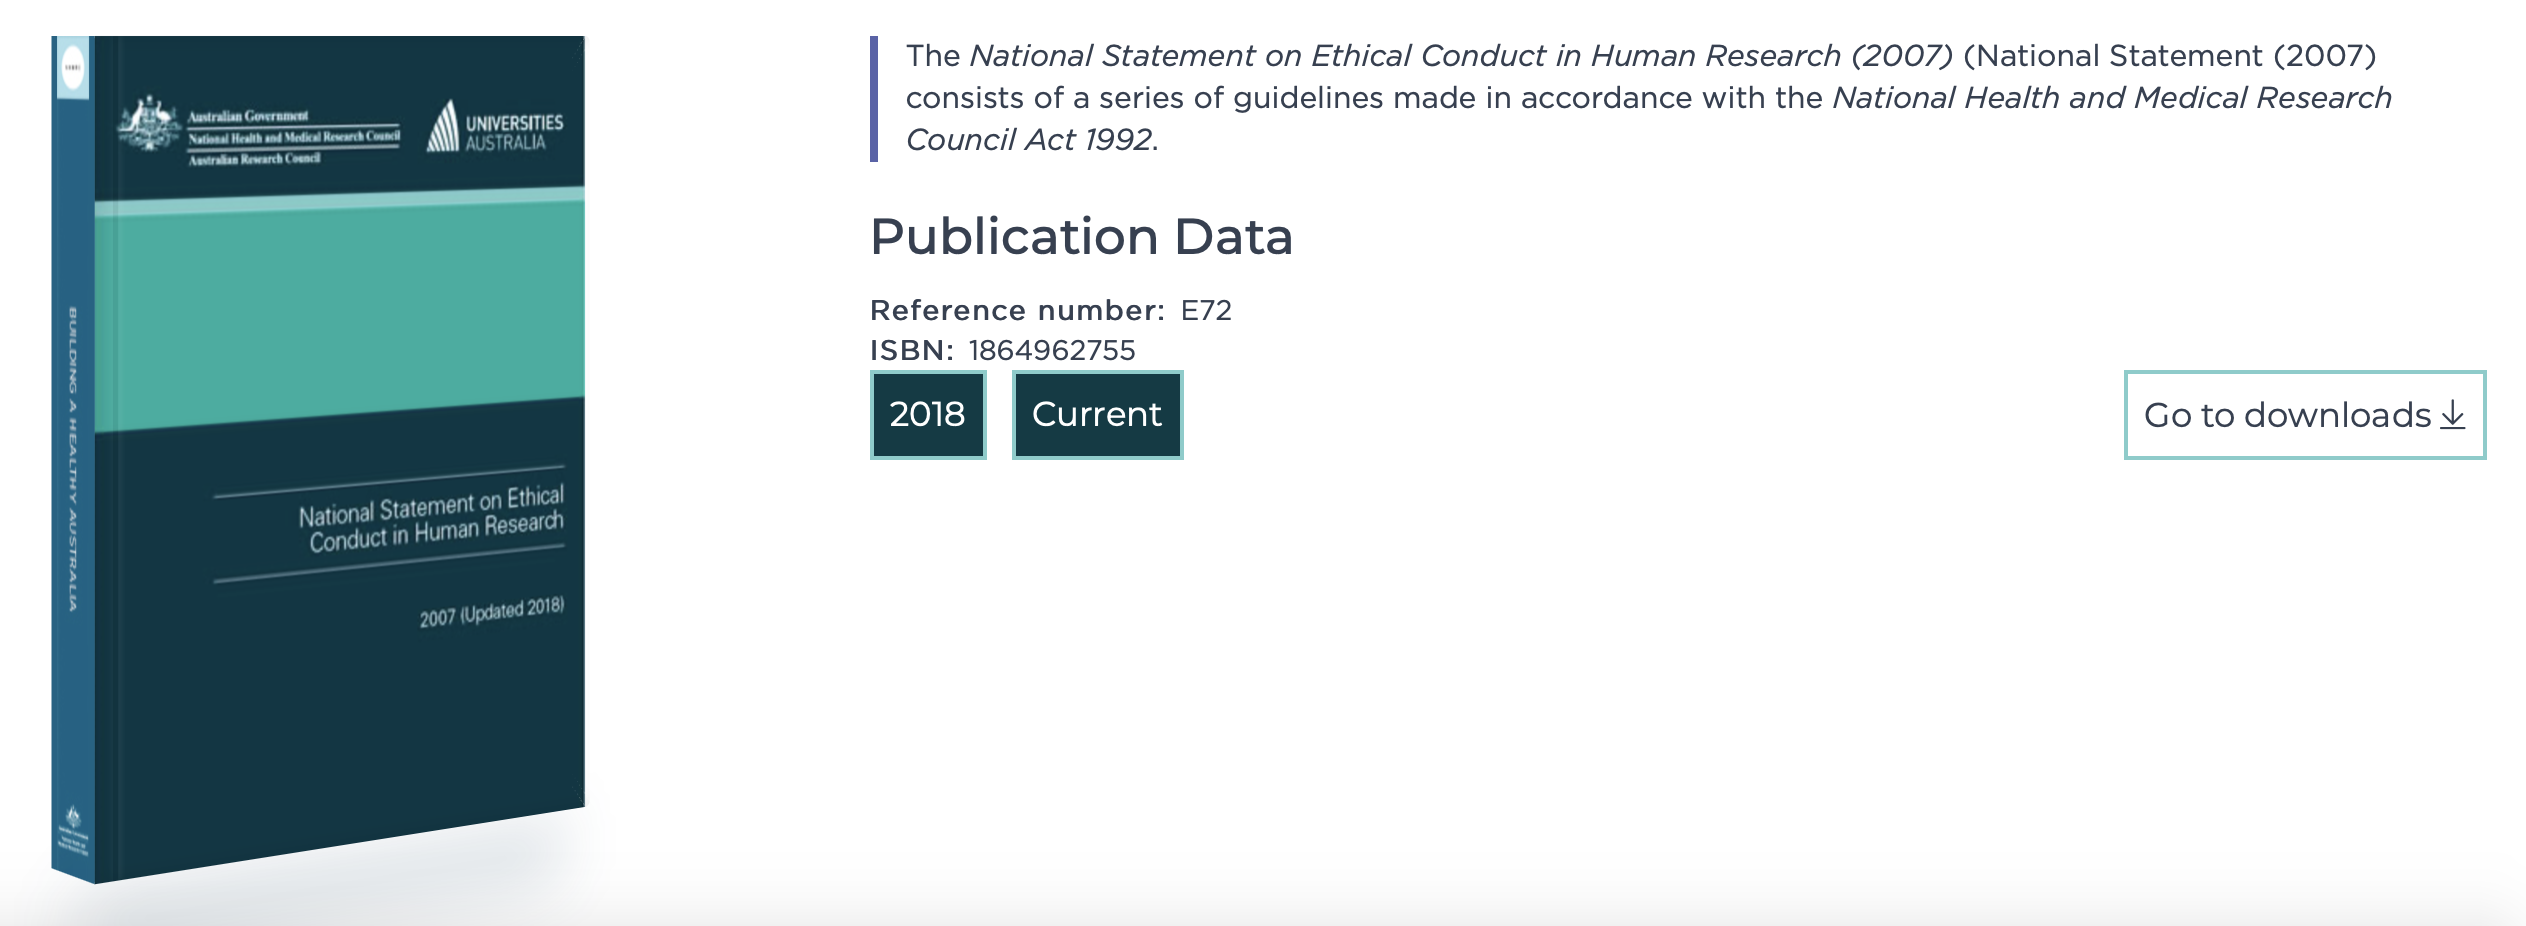 Australian Government
National Health and Medical Research Council
Australian Research Council
UNIVERSITIES
AUSTRALIA
BUILDING A HEALTHY AUSTRALIA
National Statement on Ethical
Conduct in Human Research
2007 (Updated 2018)
The National Statement on Ethical Conduct in Human Research (2007) (National Statement (2007)
consists of a series of guidelines made in accordance with the National Health and Medical Research
Council Act 1992.
Publication Data
Reference number: E72
ISBN: 1864962755
2018
Current
Go to downloads